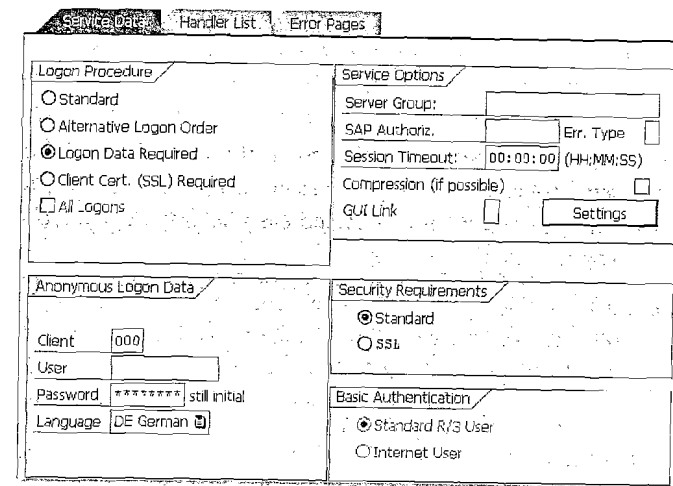 Service Data Handler List Error Pages
Logon Procedure
Standard
Alternative Logon Order
Logon Data Required
Client Cert. (SSL) Required
All Logons
Service Options
Server Group:
SAP Authoriz. Err. Type
Session Timeout: 00:00:00 (HH:MM:SS)
Compression (if possible)
GUI Link Settings
Anonymous Logon Data
Client 000
User
Password ******** still initial
Language DE German
Security Requirements
Standard
SSL
Basic Authentication
Standard R/3 User
Internet User